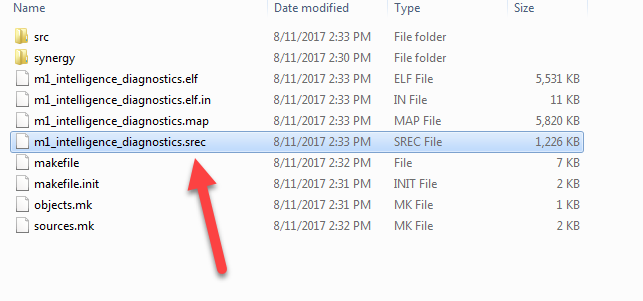 Name Date modified Type Size
src 8/11/2017 2:33 PM File folder
synergy 8/11/2017 2:30 PM File folder
m1_intelligence_diagnostics.elf 8/11/2017 2:33 PM ELF File 5,531 KB
m1_intelligence_diagnostics.elf.in 8/11/2017 2:33 PM IN File 11 KB
m1_intelligence_diagnostics.map 8/11/2017 2:33 PM MAP File 5,820 KB
m1_intelligence_diagnostics.srec 8/11/2017 2:33 PM SREC File 1,226 KB
makefile 8/11/2017 2:32 PM File 7 KB
makefile.init 8/11/2017 2:31 PM INIT File 2 KB
objects.mk 8/11/2017 2:31 PM MK File 1 KB
sources.mk 8/11/2017 2:32 PM MK File 2 KB